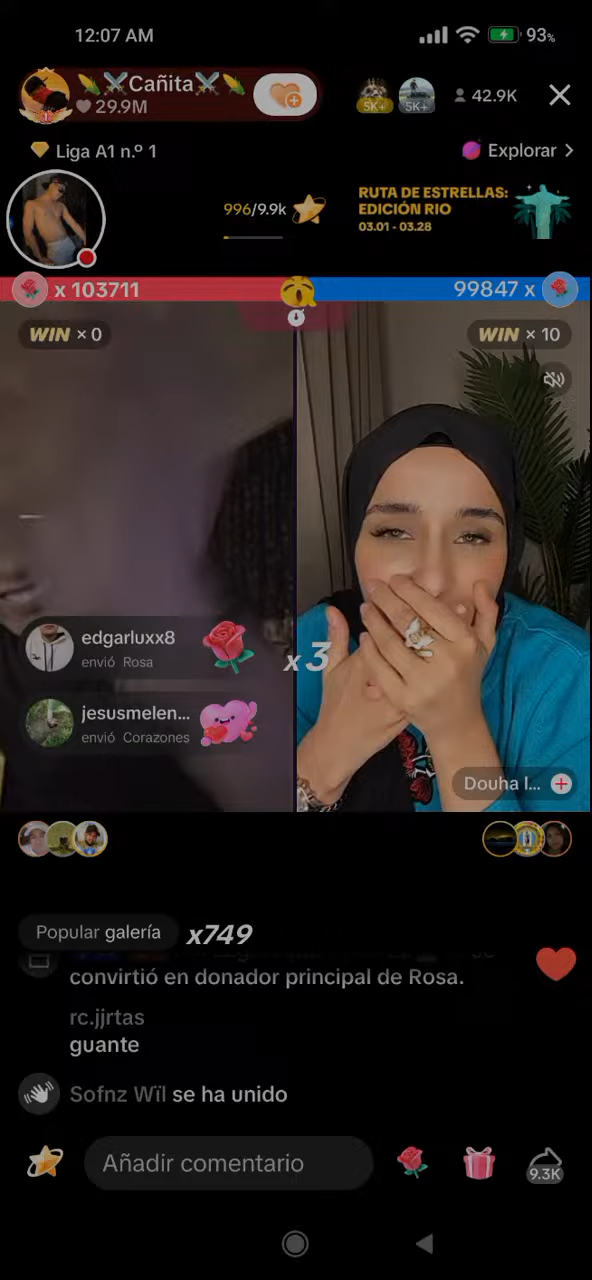 12:07 AM
93%
🌽⚔️Cañita⚔️🌽
29.9M
5K+
5K+
42.9K
Liga A1 n.º 1
Explorar
996/9.9k
RUTA DE ESTRELLAS:
EDICIÓN RIO
03.01 - 03.28
x 103711
99847 x
WIN × 0
WIN × 10
edgarluxx8
envió Rosa
x3
jesusmelen...
envió Corazones
Douha l...
Popular galería
x749
convirtió en donador principal de Rosa.
rc.jjrtas
guante
Sofnz Wïl se ha unido
Añadir comentario
9.3K